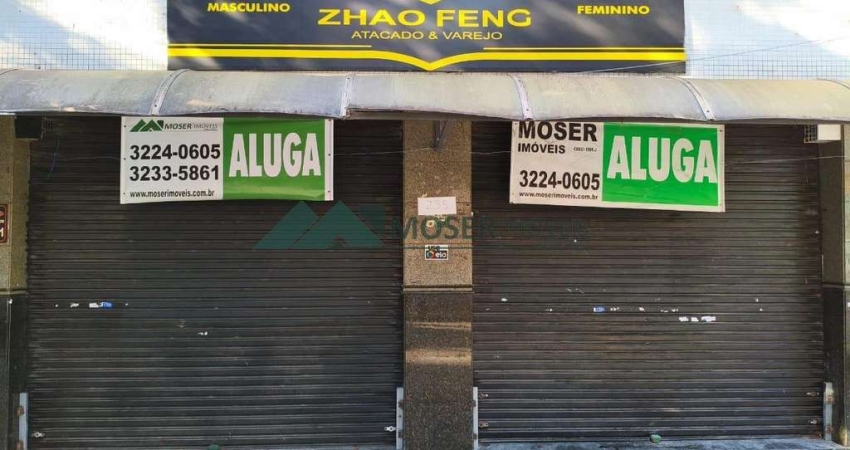 MASCULINO
ZHAO FENG
FEMININO
ATACADO & VAREJO
MOSER IMÓVEIS
3224-0605
3233-5861
www.moserimoveis.com.br
ALUGA
MOSER
IMÓVEIS
3224-0605
www.moserimoveis.com.br
ALUGA
MOSER